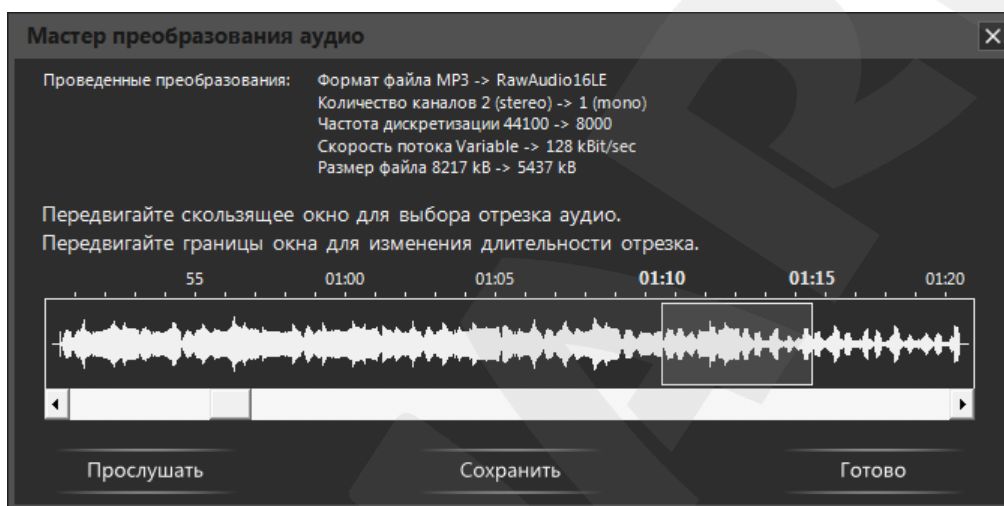 Мастер преобразования аудио
Проведенные преобразования: Формат файла MP3 -> RawAudio16LE
Количество каналов 2 (stereo) -> 1 (mono)
Частота дискретизации 44100 -> 8000
Скорость потока Variable -> 128 kBit/sec
Размер файла 8217 kB -> 5437 kB
Передвигайте скользящее окно для выбора отрезка аудио.
Передвигайте границы окна для изменения длительности отрезка.
55 01:00 01:05 01:10 01:15 01:20
Прослушать Сохранить Готово